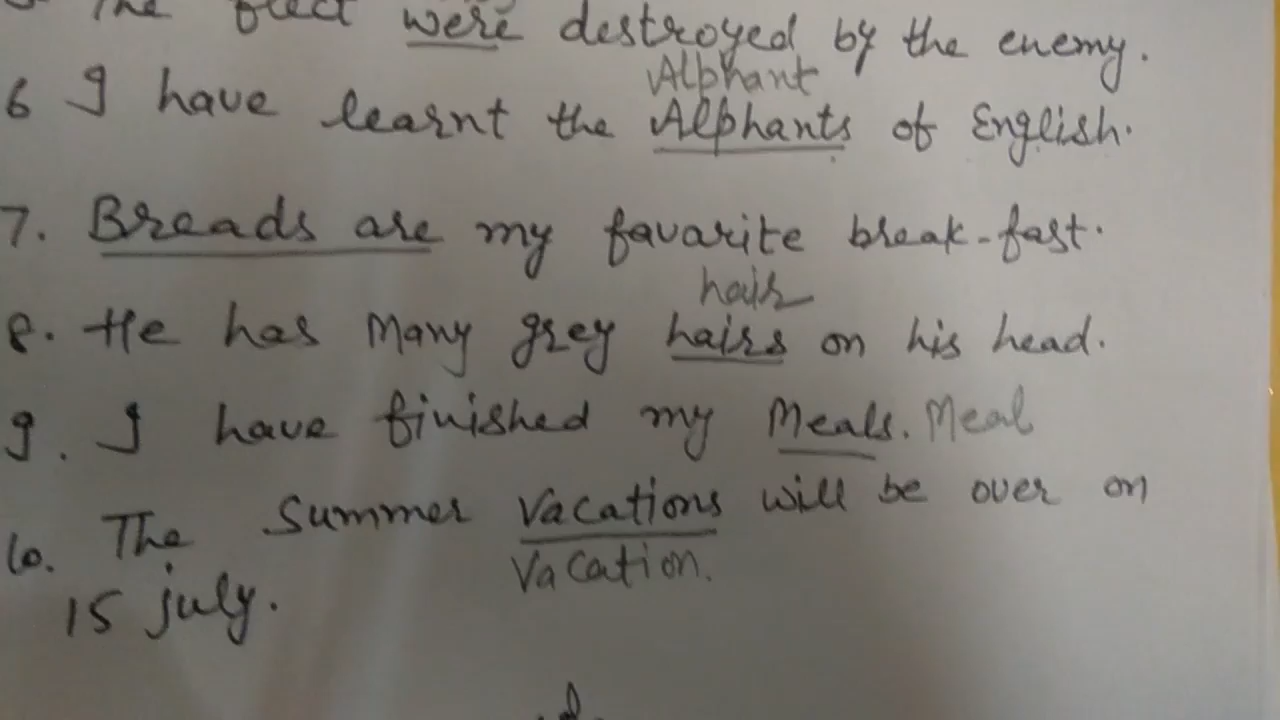 The fleet were destroyed by the enemy.
Alphant
6 I have learnt the Alphants of English.
7. Breads are my favarite break-fast.
hair
8. He has Many grey hairs on his head.
9. I have finished my Meals. Meal
10. The Summer Vacations will be over on
Vacation.
15 july.